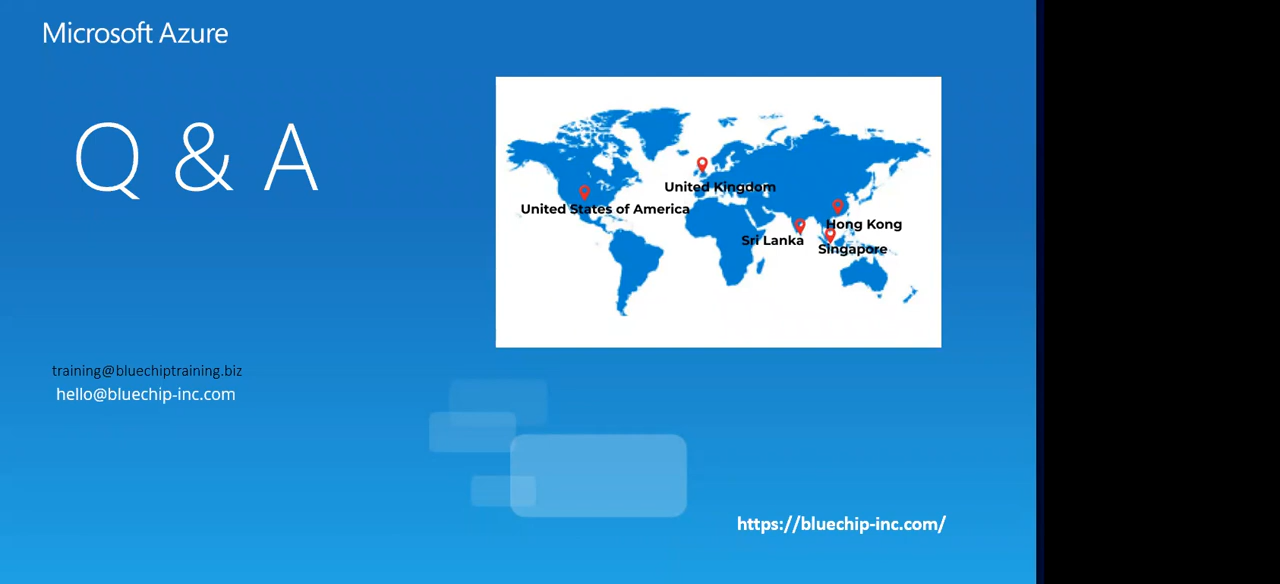 Microsoft Azure
Q & A
United Kingdom
United States of America
Hong Kong
Sri Lanka
Singapore
training@bluechiptraining.biz
hello@bluechip-inc.com
https://bluechip-inc.com/